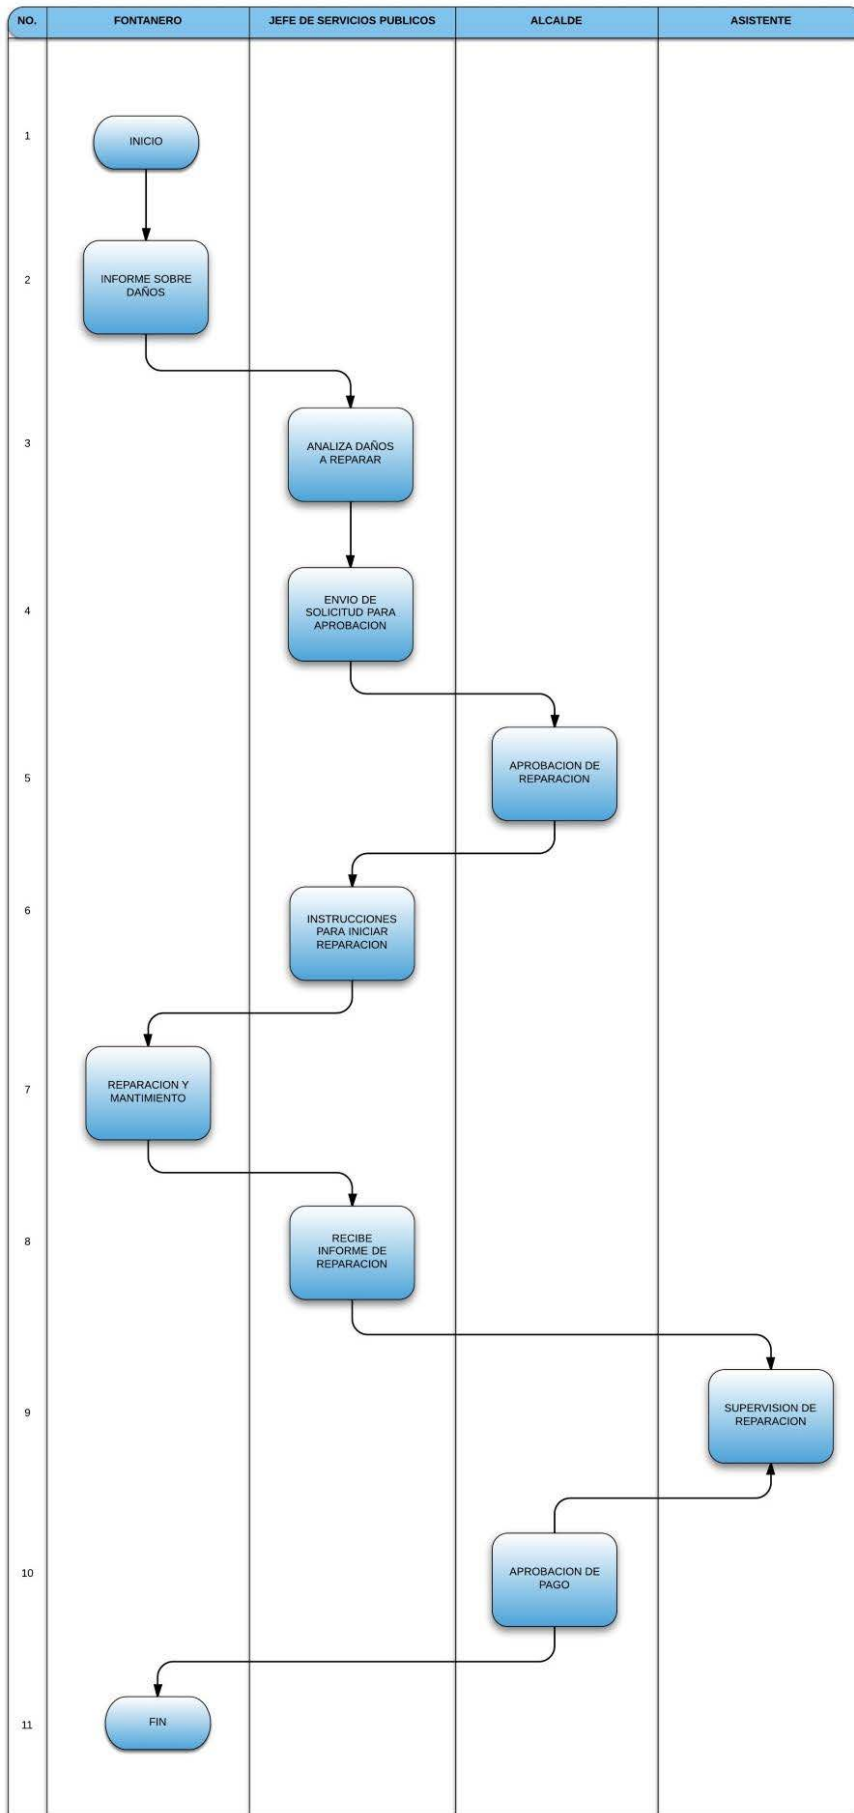 NO. FONTANERO JEFE DE SERVICIOS PUBLICOS ALCALDE ASISTENTE
1
INICIO
2
INFORME SOBRE
DAÑOS
3
ANALIZA DAÑOS
A REPARAR
4
ENVIO DE
SOLICITUD PARA
APROBACION
5
APROBACION DE
REPARACION
6
INSTRUCCIONES
PARA INICIAR
REPARACION
7
REPARACION Y
MANTIMIENTO
8
RECIBE
INFORME DE
REPARACION
9
SUPERVISION DE
REPARACION
10
APROBACION DE
PAGO
11
FIN